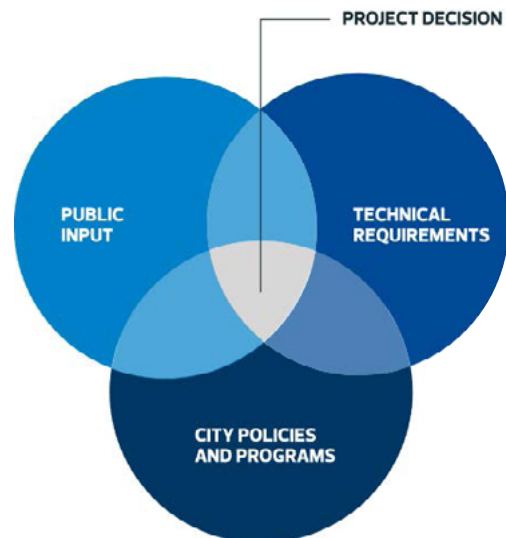 PROJECT DECISION
PUBLIC
INPUT
TECHNICAL
REQUIREMENTS
CITY POLICIES
AND PROGRAMS